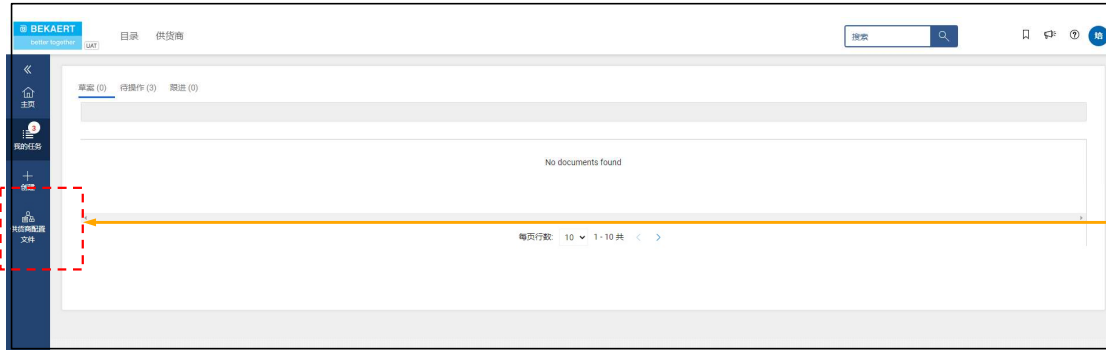 BEKAERT
better together
UAT
目录 供货商
搜索
焓
主页
草案 (0) 待操作 (3) 跟进 (0)
3
我的任务
No documents found
创建
供货商配置
文件
每页行数: 10 1 - 10 共